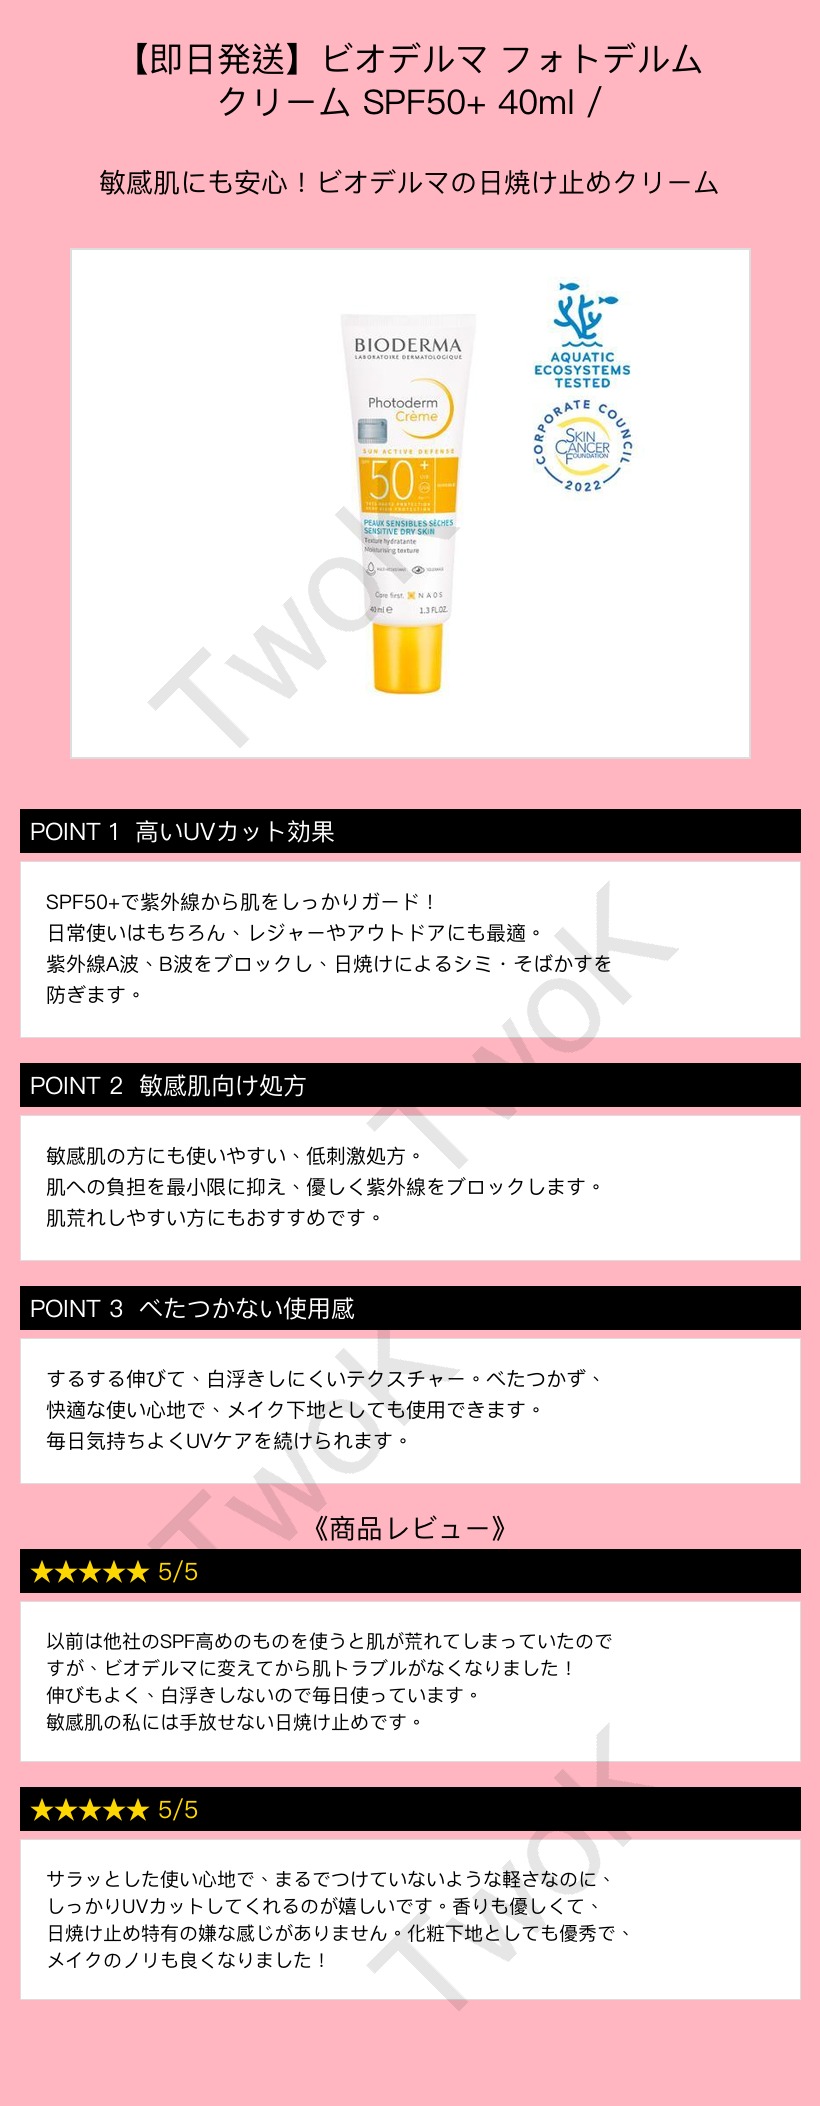 【即日発送】ビオデルマ フォトデルム
クリーム SPF50+ 40ml /
敏感肌にも安心！ビオデルマの日焼け止めクリーム
BIODERMA
LABORATOIRE DERMATOLOGIQUE
Photoderm
Crème
SUN ACTIVE DEFENSE
50+
PEAUX SENSIBLES SÈCHES
SENSITIVE DRY SKIN
Texture hydratante
Moisturising texture
Care first. NAOS
40ml e 1.3 FL.OZ.
AQUATIC
ECOSYSTEMS
TESTED
CORPORATE COUNCIL
SKIN
CANCER
FOUNDATION
2022
TwoK
POINT 1 高いUVカット効果
SPF50+で紫外線から肌をしっかりガード！
日常使いはもちろん、レジャーやアウトドアにも最適。
紫外線A波、B波をブロックし、日焼けによるシミ・そばかすを
防ぎます。
TwoK
POINT 2 敏感肌向け処方
敏感肌の方にも使いやすい、低刺激処方。
肌への負担を最小限に抑え、優しく紫外線をブロックします。
肌荒れしやすい方にもおすすめです。
POINT 3 べたつかない使用感
するする伸びて、白浮きしにくいテクスチャー。べたつかず、
快適な使い心地で、メイク下地としても使用できます。
毎日気持ちよくUVケアを続けられます。
TwoK
《商品レビュー》
★★★★★ 5/5
以前は他社のSPF高めのものを使うと肌が荒れてしまっていたので
すが、ビオデルマに変えてから肌トラブルがなくなりました！
伸びもよく、白浮きしないので毎日使っています。
敏感肌の私には手放せない日焼け止めです。
★★★★★ 5/5
サラッとした使い心地で、まるでつけていないような軽さなのに、
しっかりUVカットしてくれるのが嬉しいです。香りも優しくて、
日焼け止め特有の嫌な感じがありません。化粧下地としても優秀で、
メイクのノリも良くなりました！
TwoK